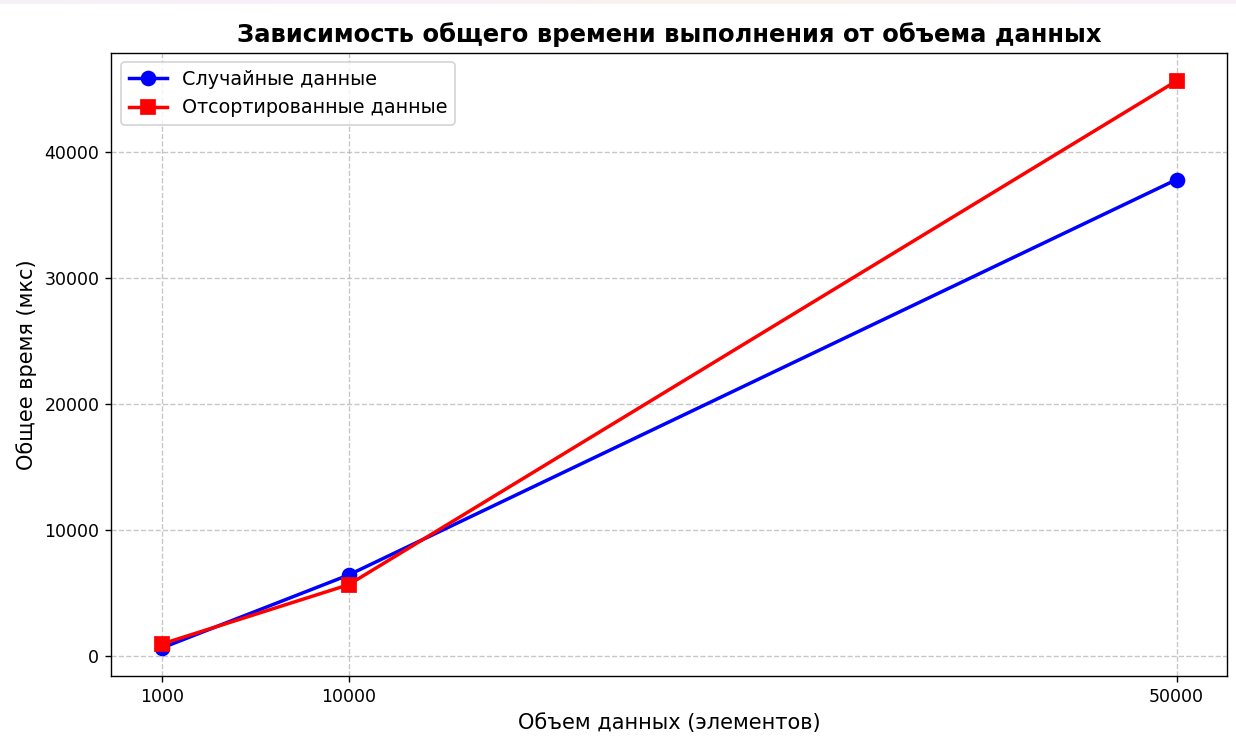 Зависимость общего времени выполнения от объема данных
Случайные данные
Отсортированные данные
40000
30000
20000
10000
0
Общее время (мкс)
1000
10000
50000
Объем данных (элементов)